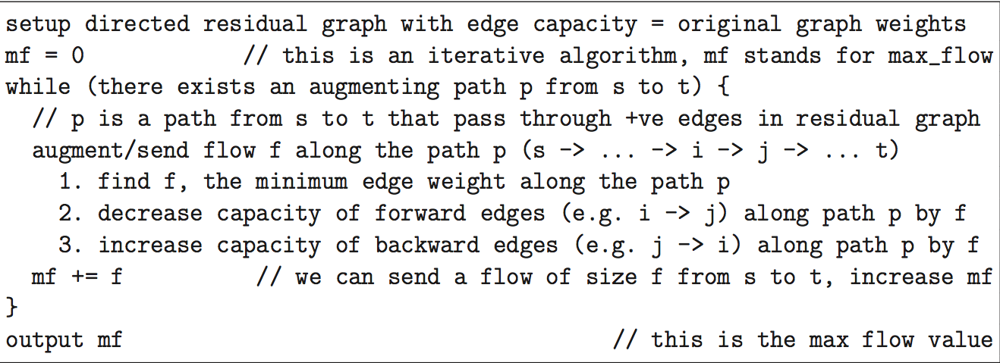 setup directed residual graph with edge capacity = original graph weights
mf = 0 // this is an iterative algorithm, mf stands for max_flow
while (there exists an augmenting path p from s to t) {
// p is a path from s to t that pass through +ve edges in residual graph
augment/send flow f along the path p (s -> ... -> i -> j -> ... t)
1. find f, the minimum edge weight along the path p
2. decrease capacity of forward edges (e.g. i -> j) along path p by f
3. increase capacity of backward edges (e.g. j -> i) along path p by f
mf += f // we can send a flow of size f from s to t, increase mf
}
output mf // this is the max flow value